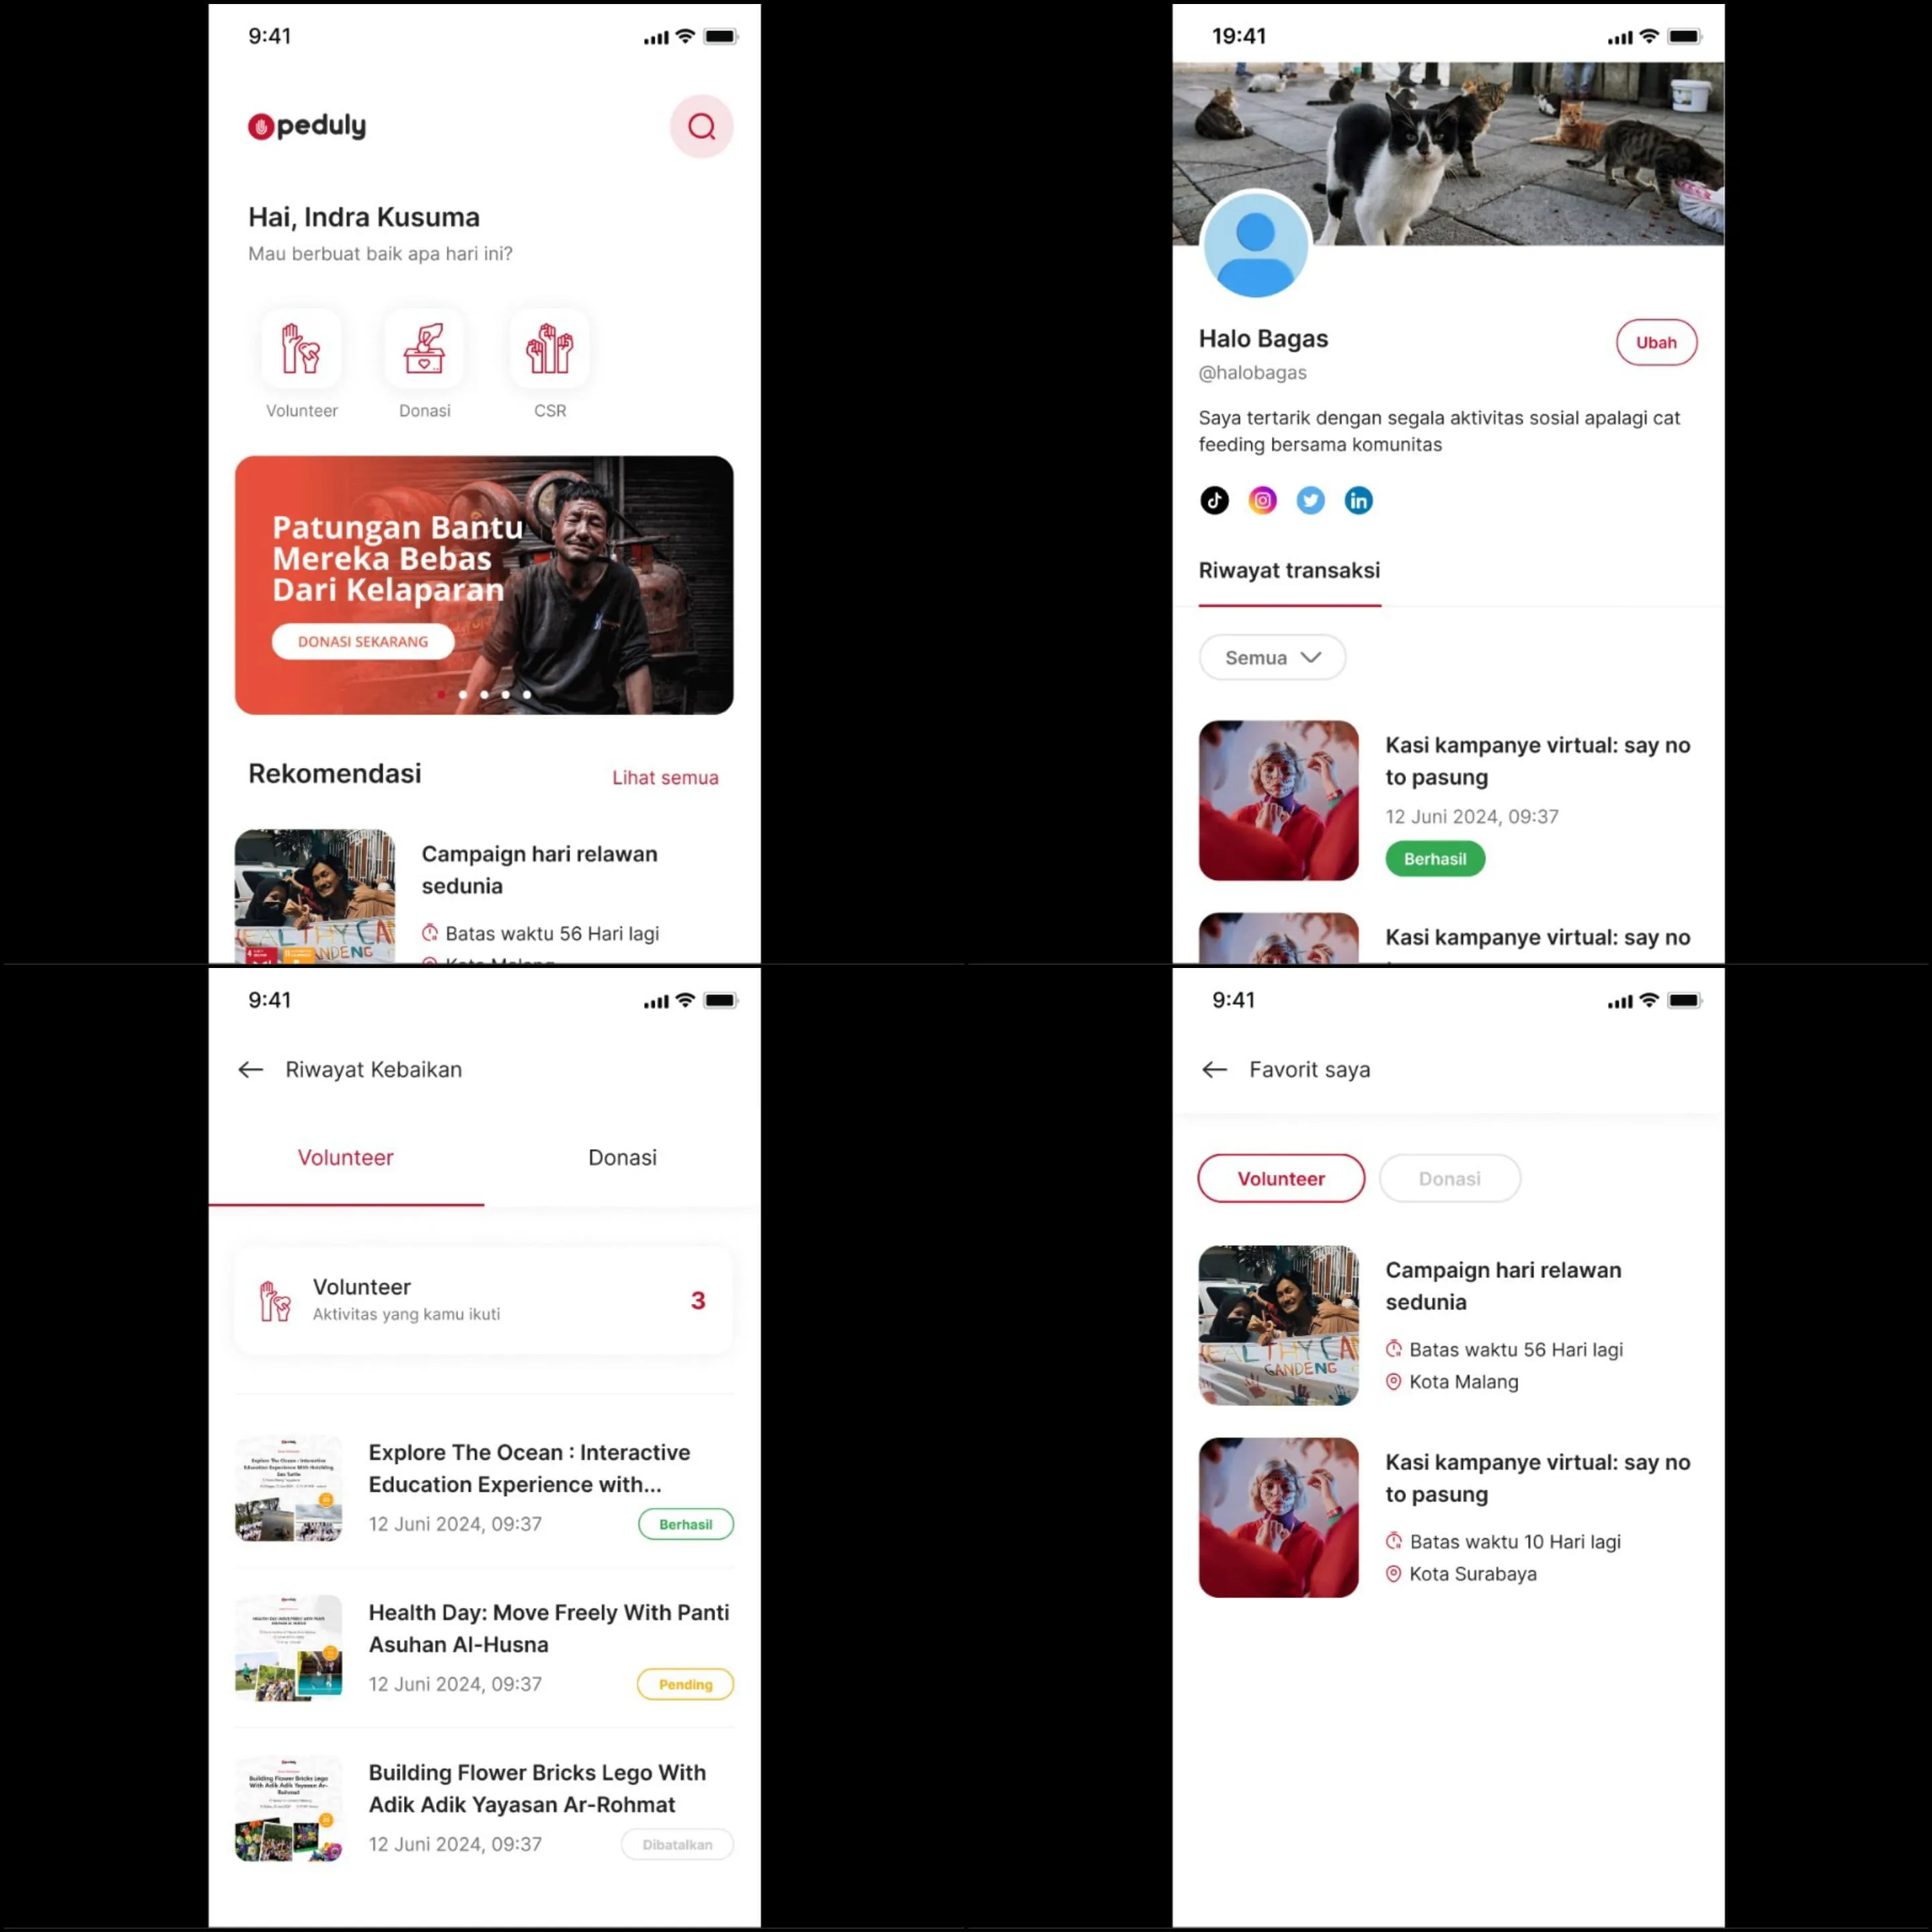 9:41
peduly
Hai, Indra Kusuma
Mau berbuat baik apa hari ini?
Volunteer
Donasi
CSR
Patungan Bantu
Mereka Bebas
Dari Kelaparan
DONASI SEKARANG
Rekomendasi
Lihat semua
Campaign hari relawan
sedunia
Batas waktu 56 Hari lagi
Kota Malang
19:41
Halo Bagas
@halobagas
Ubah
Saya tertarik dengan segala aktivitas sosial apalagi cat
feeding bersama komunitas
Riwayat transaksi
Semua
Kasi kampanye virtual: say no
to pasung
12 Juni 2024, 09:37
Berhasil
Kasi kampanye virtual: say no
9:41
Riwayat Kebaikan
Volunteer
Donasi
Volunteer
Aktivitas yang kamu ikuti
3
Explore The Ocean : Interactive
Education Experience with...
12 Juni 2024, 09:37
Berhasil
Health Day: Move Freely With Panti
Asuhan Al-Husna
12 Juni 2024, 09:37
Pending
Building Flower Bricks Lego With
Adik Adik Yayasan Ar-Rohmat
12 Juni 2024, 09:37
Dibatalkan
9:41
Favorit saya
Volunteer
Donasi
Campaign hari relawan
sedunia
GANDENG
Batas waktu 56 Hari lagi
Kota Malang
Kasi kampanye virtual: say no
to pasung
Batas waktu 10 Hari lagi
Kota Surabaya